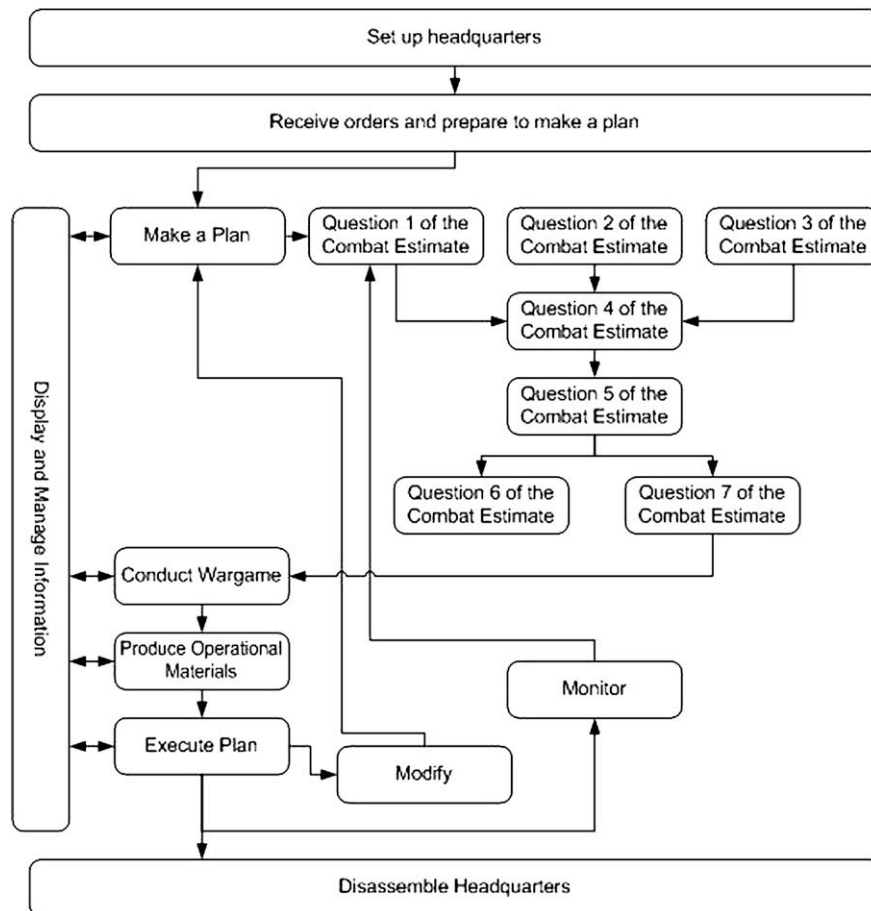 Set up headquarters
Receive orders and prepare to make a plan
Make a Plan
Question 1 of the
Combat Estimate
Question 2 of the
Combat Estimate
Question 3 of the
Combat Estimate
Question 4 of the
Combat Estimate
Question 5 of the
Combat Estimate
Question 6 of the
Combat Estimate
Question 7 of the
Combat Estimate
Display and Manage Information
Conduct Wargame
Produce Operational
Materials
Monitor
Execute Plan
Modify
Disassemble Headquarters